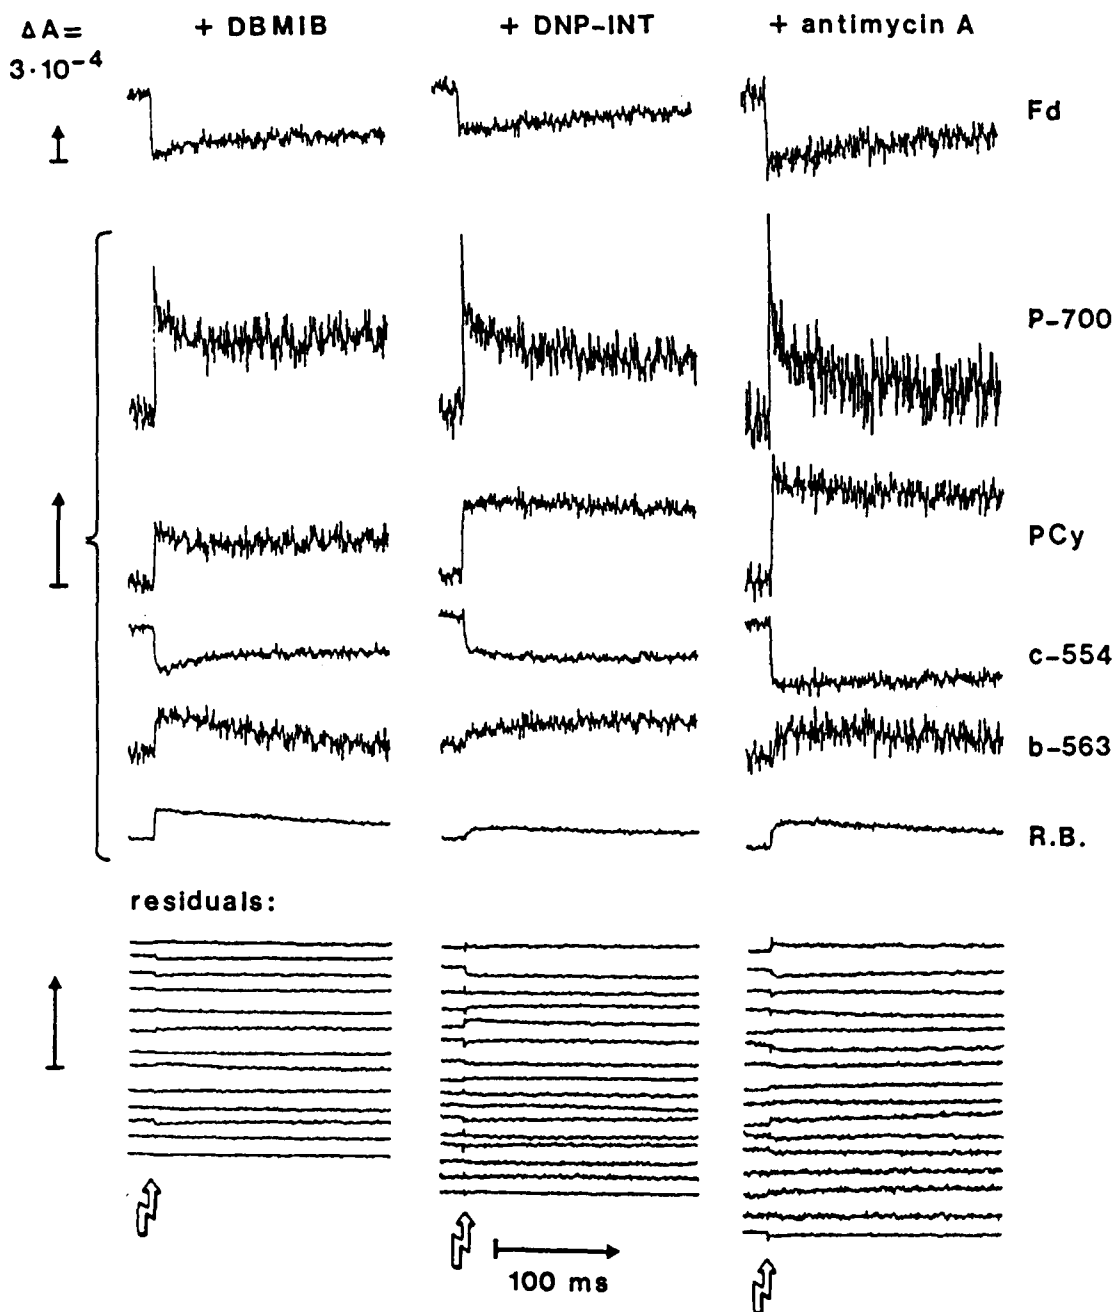 ΔA=
3·10⁻⁴
+ DBMIB
+ DNP-INT
+ antimycin A
Fd
P-700
PCy
c-554
b-563
R.B.
residuals:
100 ms